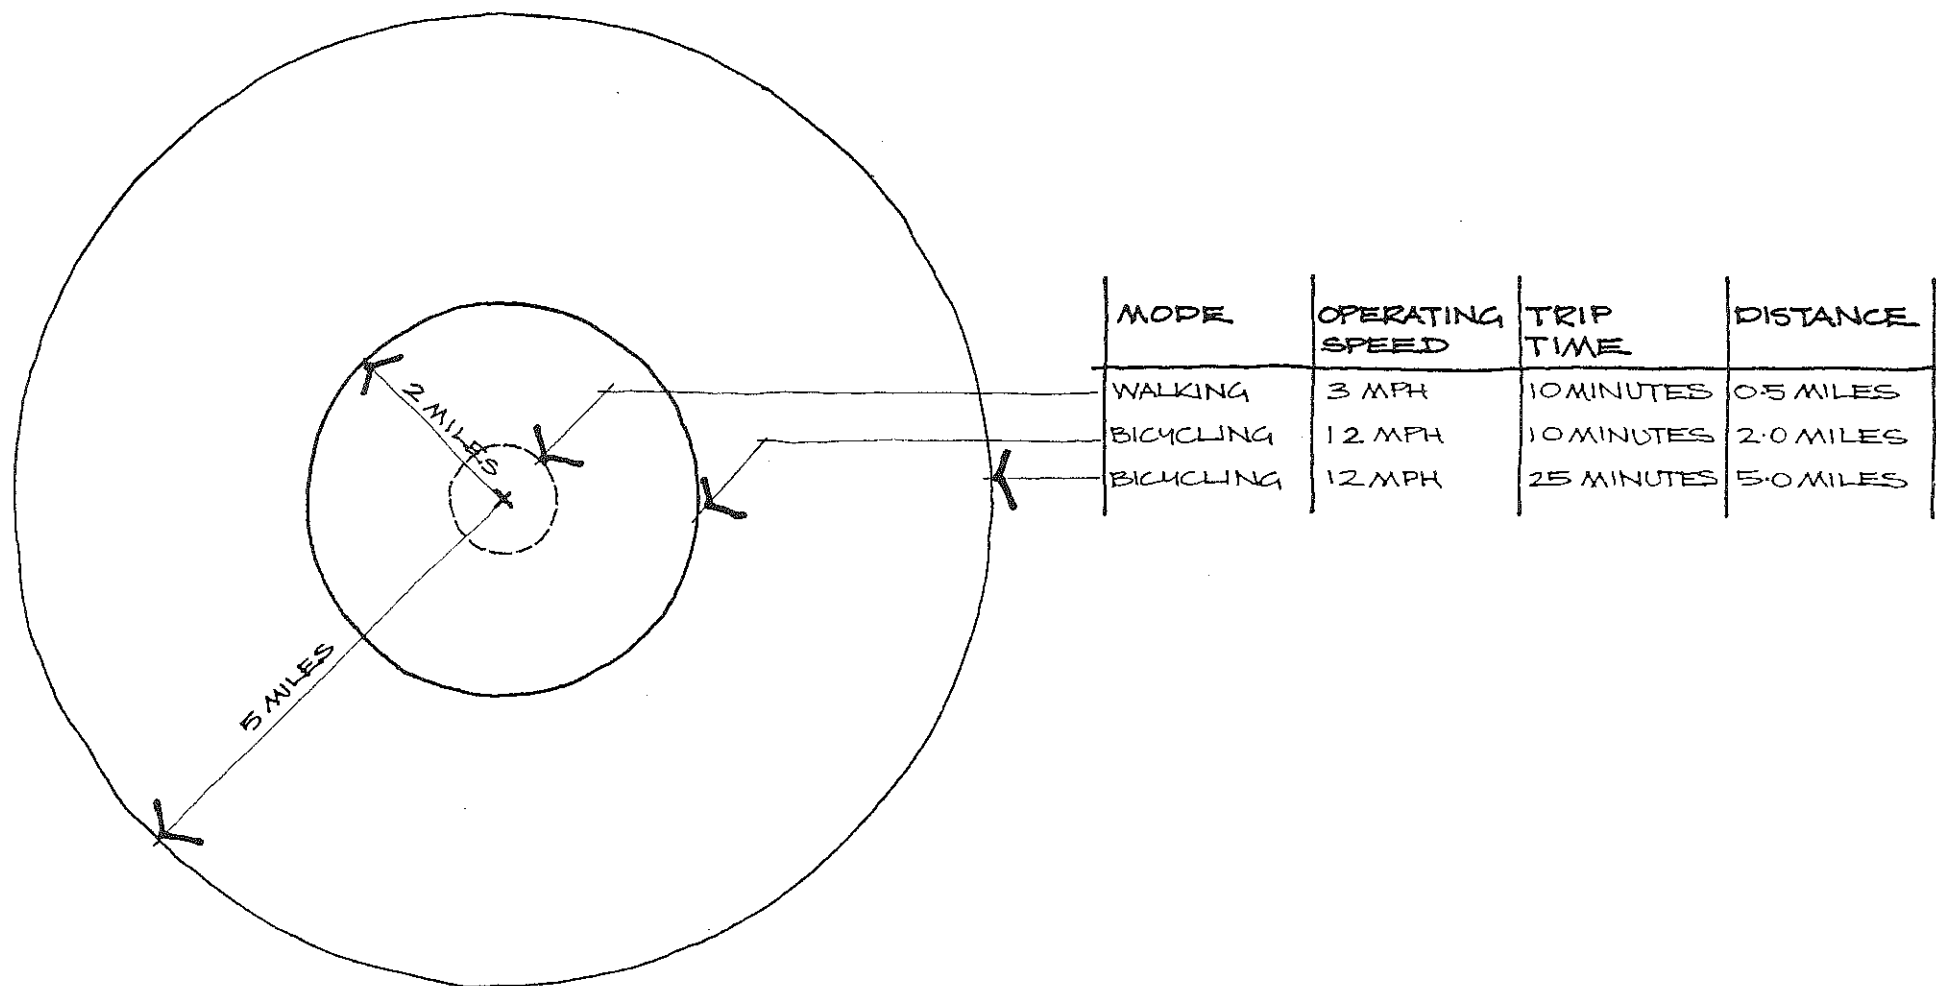 2 MILES
5 MILES
MODE OPERATING SPEED TRIP TIME DISTANCE
WALKING 3 MPH 10 MINUTES 0.5 MILES
BICYCLING 12 MPH 10 MINUTES 2.0 MILES
BICYCLING 12 MPH 25 MINUTES 5.0 MILES